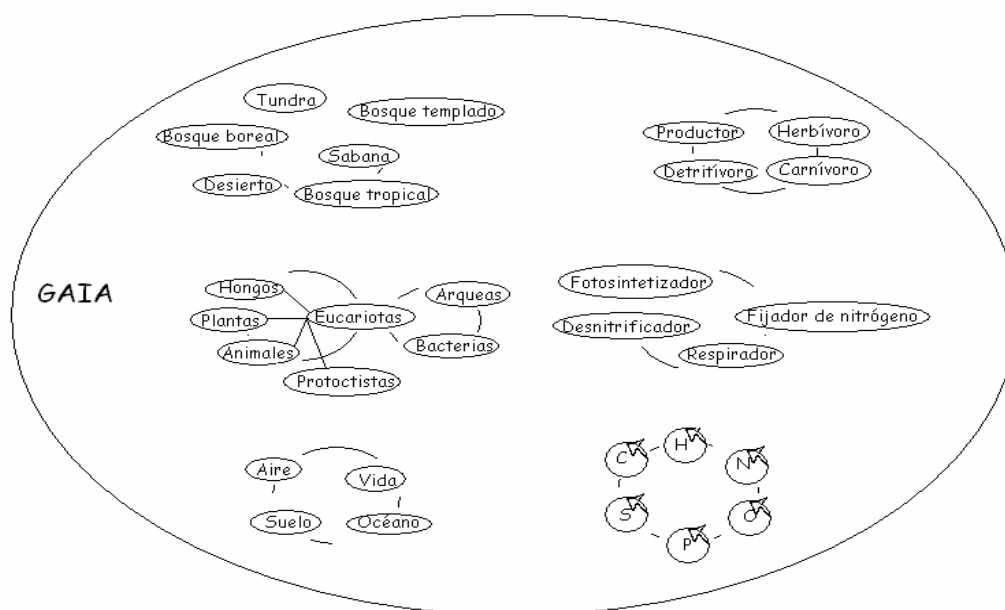 Tundra
Bosque templado
Bosque boreal
Sabana
Desierto
Bosque tropical
Productor
Herbívoro
Detritívoro
Carnívoro
GAIA
Hongos
Plantas
Eucariotas
Animales
Protoctistas
Arqueas
Bacterias
Fotosintetizador
Fijador de nitrógeno
Desnitrificador
Respirador
Aire
Vida
Suelo
Océano
C
H
N
S
P
O